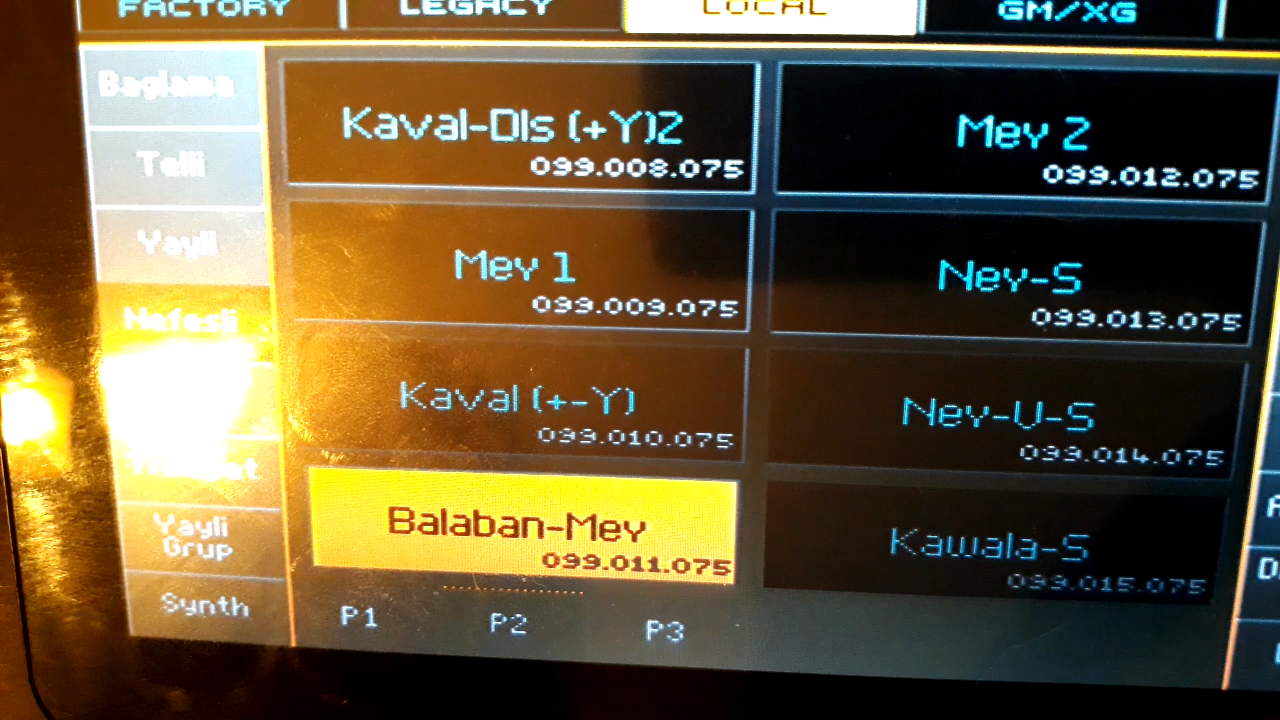 FACTORY
LEGACY
LOCAL
GM/XG
Baglama
Telli
Yayli
Nefesli
Yayli
Grup
Synth
Kaval-Dls (+Y)2
099.008.075
Mey 2
099.012.075
Mey 1
099.009.075
Ney-S
099.013.075
Kaval (+-Y)
099.010.075
Ney-U-S
099.014.075
Balaban-Mey
099.011.075
Kawala-S
099.015.075
P1
P2
P3